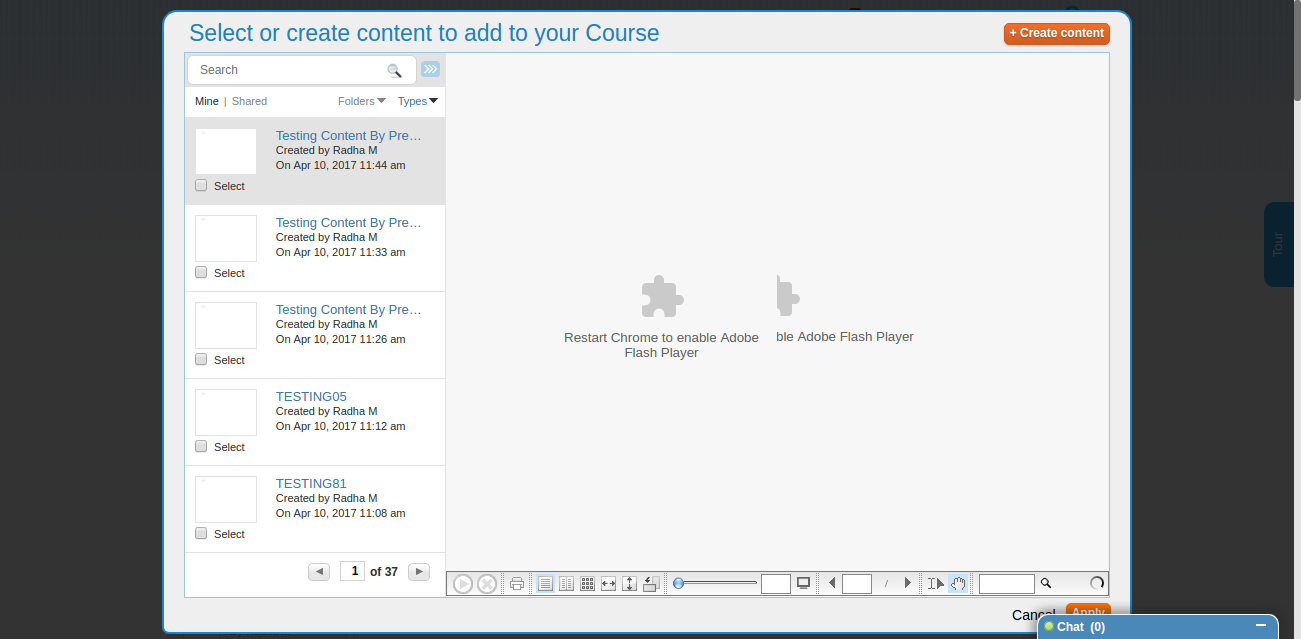 Select or create content to add to your Course
+ Create content
Search
Mine | Shared
Folders
Types
Testing Content By Pre…
Created by Radha M
On Apr 10, 2017 11:44 am
Select
Testing Content By Pre…
Created by Radha M
On Apr 10, 2017 11:33 am
Select
Testing Content By Pre…
Created by Radha M
On Apr 10, 2017 11:26 am
Select
TESTING05
Created by Radha M
On Apr 10, 2017 11:12 am
Select
TESTING81
Created by Radha M
On Apr 10, 2017 11:08 am
Select
1 of 37
Restart Chrome to enable Adobe
Flash Player
ble Adobe Flash Player
/
Tour
Cancel
Apply
Chat (0)